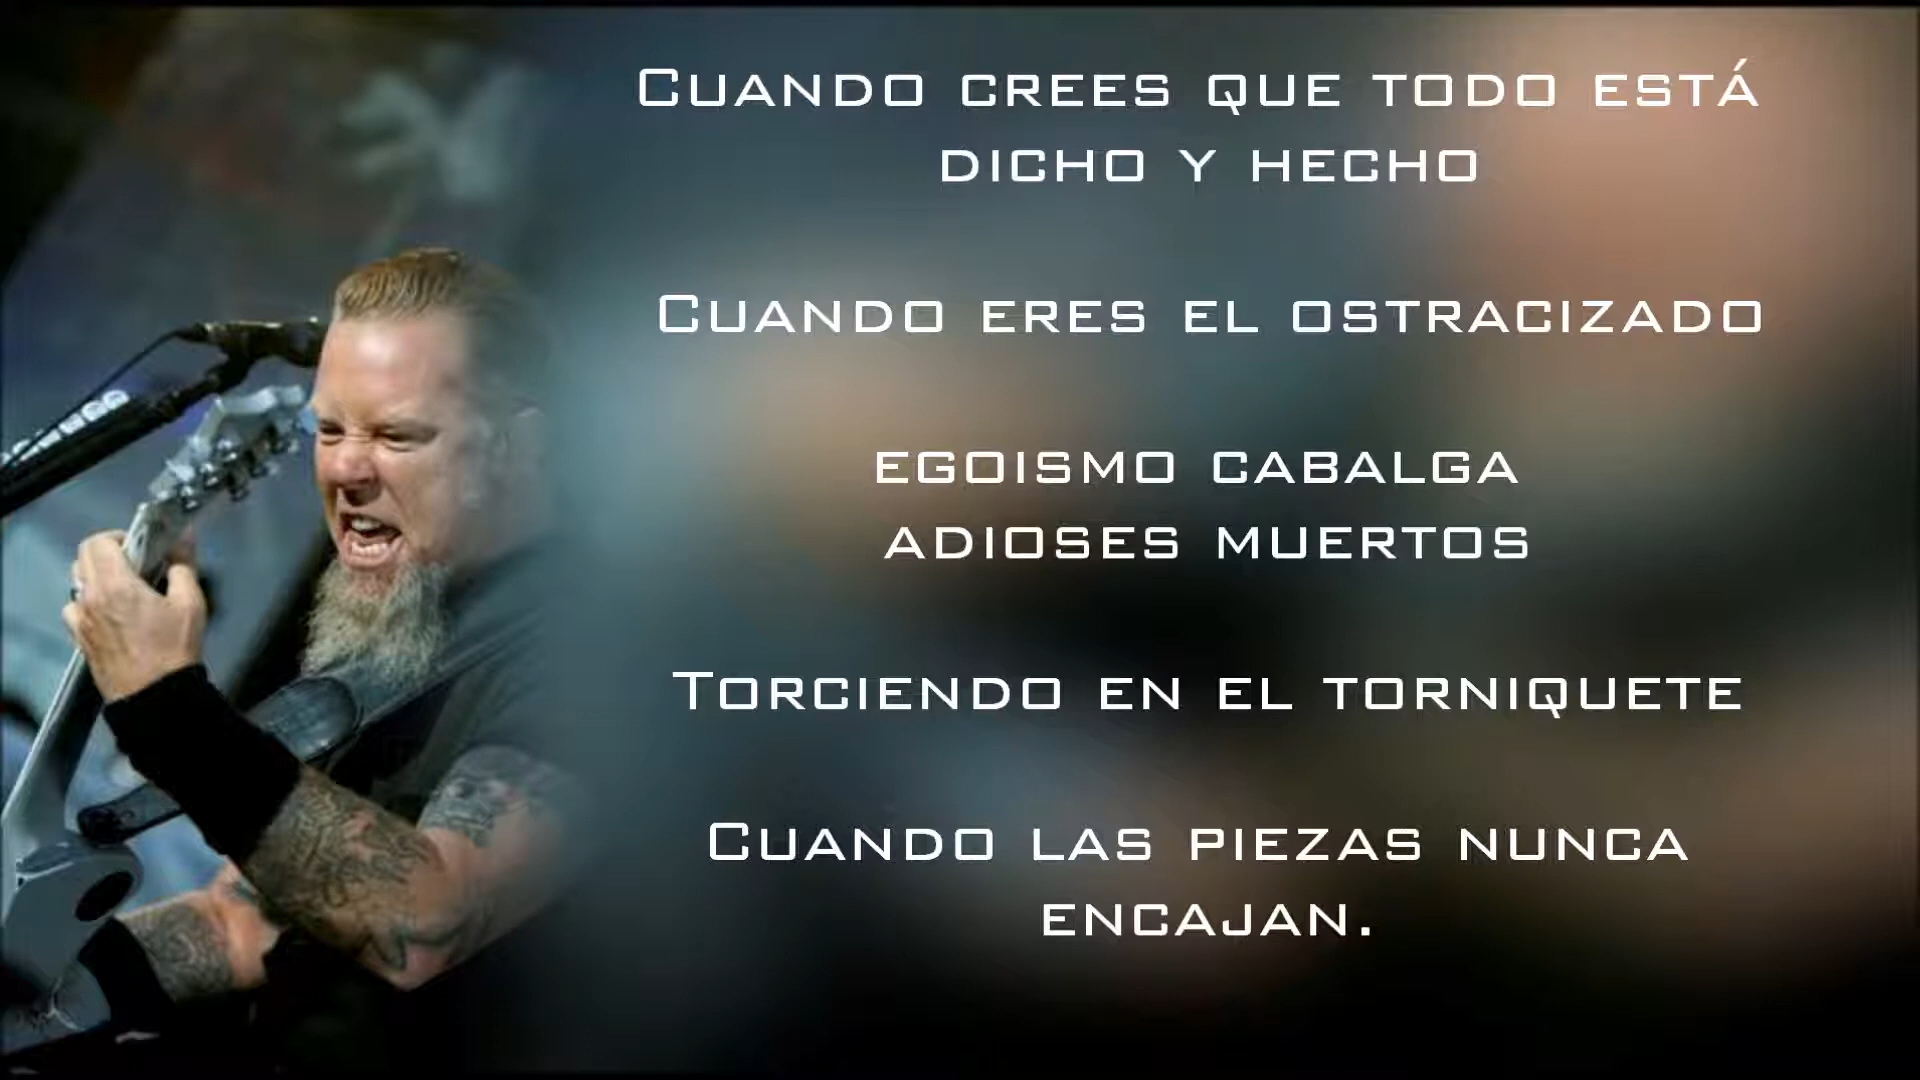 Cuando crees que todo está
dicho y hecho
Cuando eres el ostracizado
egoismo cabalga
adioses muertos
Torciendo en el torniquete
Cuando las piezas nunca
encajan.